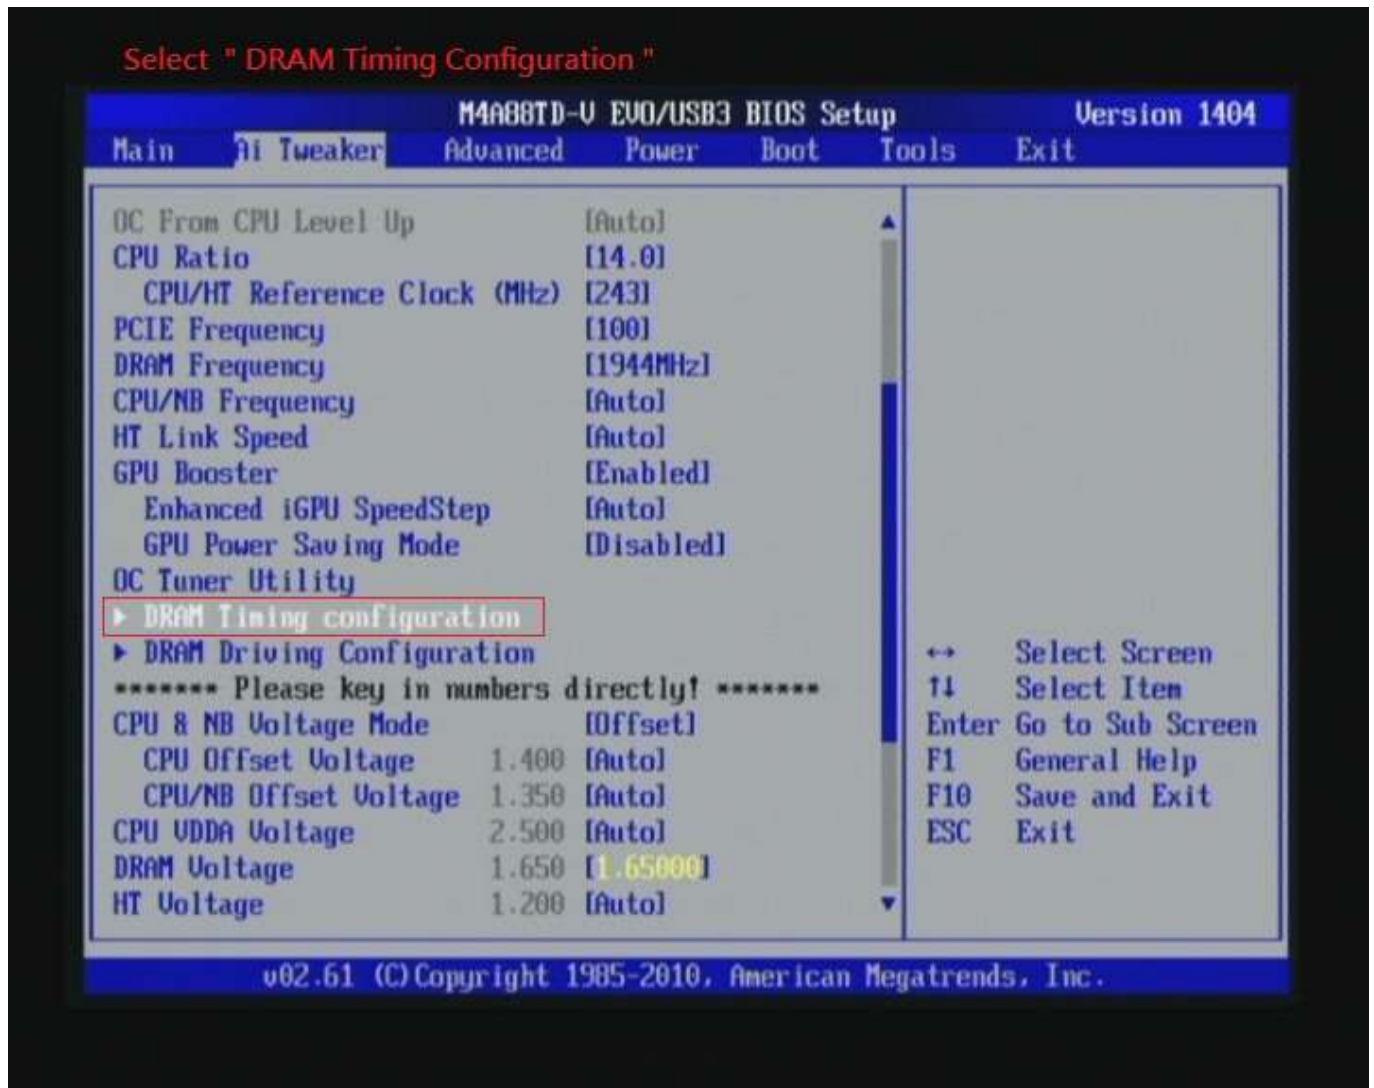 Select " DRAM Timing Configuration "
M4A88TD-V EVO/USB3 BIOS Setup Version 1404
Main Ai Tweaker Advanced Power Boot Tools Exit
OC From CPU Level Up [Auto]
CPU Ratio [14.0]
CPU/HT Reference Clock (MHz) [243]
PCIE Frequency [100]
DRAM Frequency [1944MHz]
CPU/NB Frequency [Auto]
HT Link Speed [Auto]
GPU Booster [Enabled]
Enhanced iGPU SpeedStep [Auto]
GPU Power Saving Mode [Disabled]
OC Tuner Utility
▶ DRAM Timing configuration
▶ DRAM Driving Configuration
******* Please key in numbers directly! *******
CPU & NB Voltage Mode [Offset]
CPU Offset Voltage 1.400 [Auto]
CPU/NB Offset Voltage 1.350 [Auto]
CPU VDDA Voltage 2.500 [Auto]
DRAM Voltage 1.650 [1.65000]
HT Voltage 1.200 [Auto]
↔ Select Screen
↑↓ Select Item
Enter Go to Sub Screen
F1 General Help
F10 Save and Exit
ESC Exit
v02.61 (C)Copyright 1985-2010, American Megatrends, Inc.